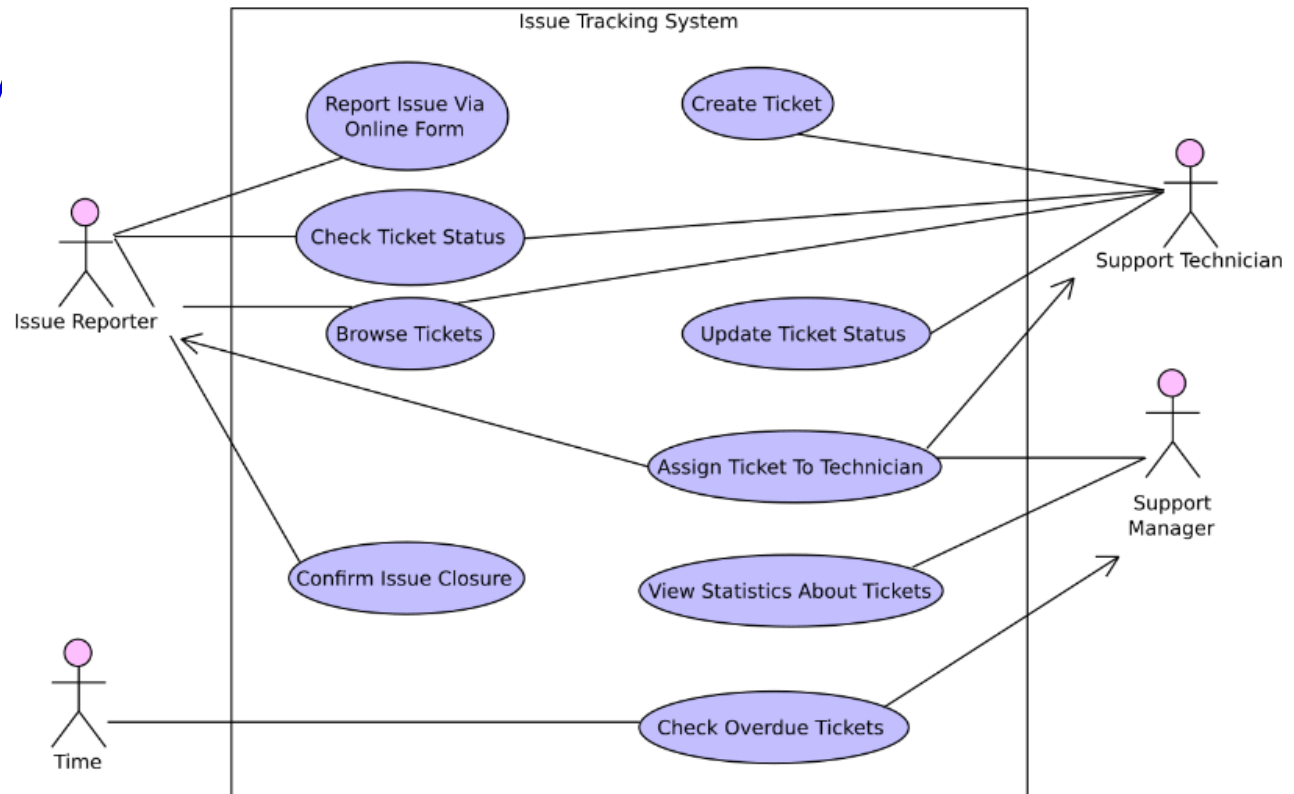 Issue Tracking System
Report Issue Via
Online Form
Create Ticket
Check Ticket Status
Support Technician
Issue Reporter
Browse Tickets
Update Ticket Status
Assign Ticket To Technician
Support
Manager
Confirm Issue Closure
View Statistics About Tickets
Check Overdue Tickets
Time